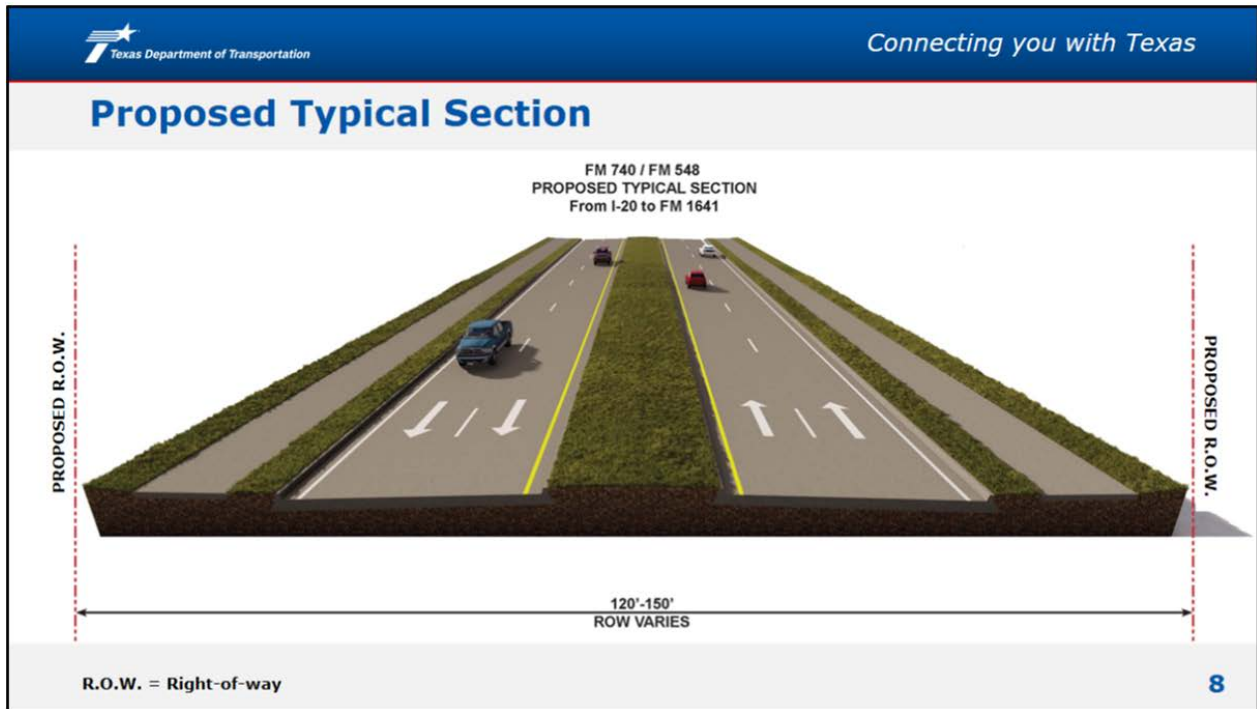 Texas Department of Transportation
Connecting you with Texas
Proposed Typical Section
FM 740 / FM 548
PROPOSED TYPICAL SECTION
From I-20 to FM 1641
PROPOSED R.O.W.
PROPOSED R.O.W.
120'-150'
ROW VARIES
R.O.W. = Right-of-way
8